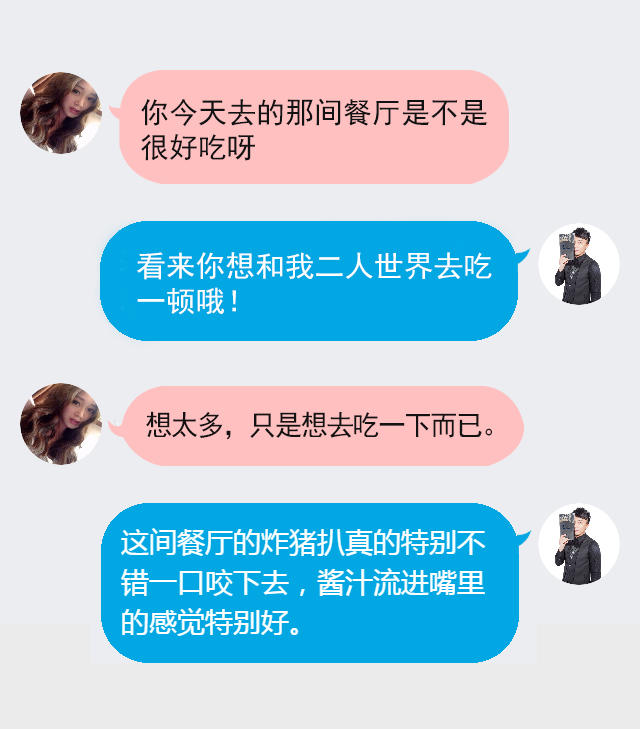 你今天去的那间餐厅是不是
很好吃呀
看来你想和我二人世界去吃
一顿哦！
想太多，只是想去吃一下而已。
这间餐厅的炸猪扒真的特别不
错一口咬下去，酱汁流进嘴里
的感觉特别好。